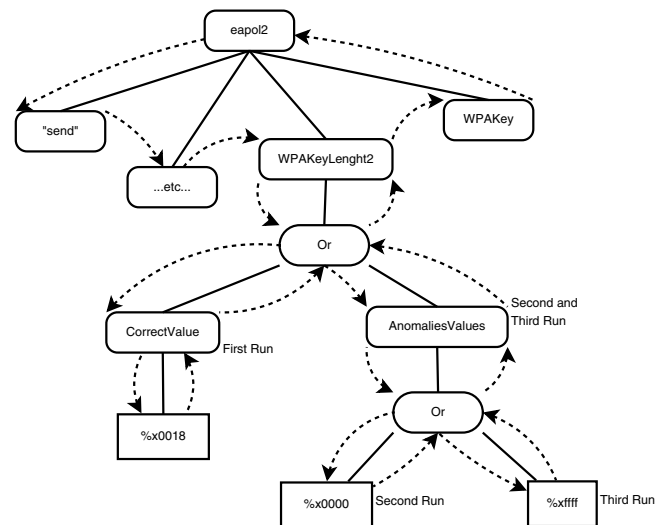 eapol2
"send"
WPAKey
...etc...
WPAKeyLenght2
Or
CorrectValue
First Run
AnomaliesValues
Second and
Third Run
Or
%x0018
%x0000
Second Run
%xffff
Third Run